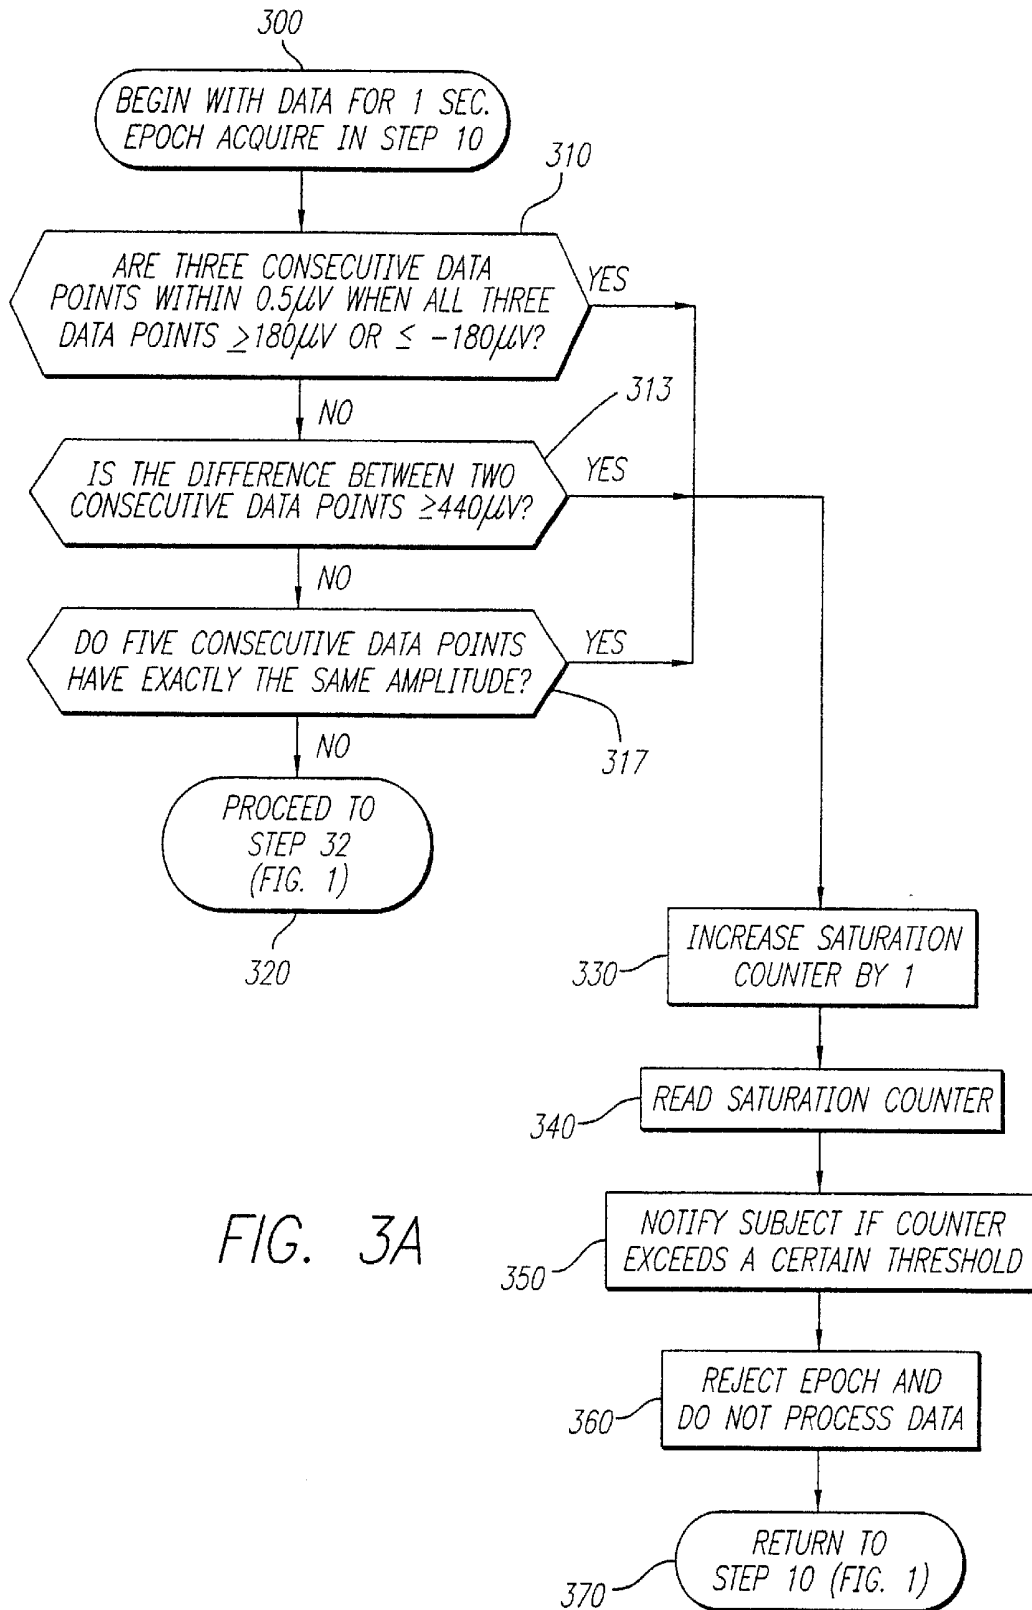 300
BEGIN WITH DATA FOR 1 SEC.
EPOCH ACQUIRE IN STEP 10
310
ARE THREE CONSECUTIVE DATA
POINTS WITHIN 0.5μV WHEN ALL THREE
DATA POINTS ≥180μV OR ≤ -180μV?
YES
NO
313
IS THE DIFFERENCE BETWEEN TWO
CONSECUTIVE DATA POINTS ≥440μV?
YES
NO
DO FIVE CONSECUTIVE DATA POINTS
HAVE EXACTLY THE SAME AMPLITUDE?
YES
317
NO
PROCEED TO
STEP 32
(FIG. 1)
320
INCREASE SATURATION
COUNTER BY 1
330
READ SATURATION COUNTER
340
NOTIFY SUBJECT IF COUNTER
EXCEEDS A CERTAIN THRESHOLD
350
REJECT EPOCH AND
DO NOT PROCESS DATA
360
RETURN TO
STEP 10 (FIG. 1)
370
FIG. 3A